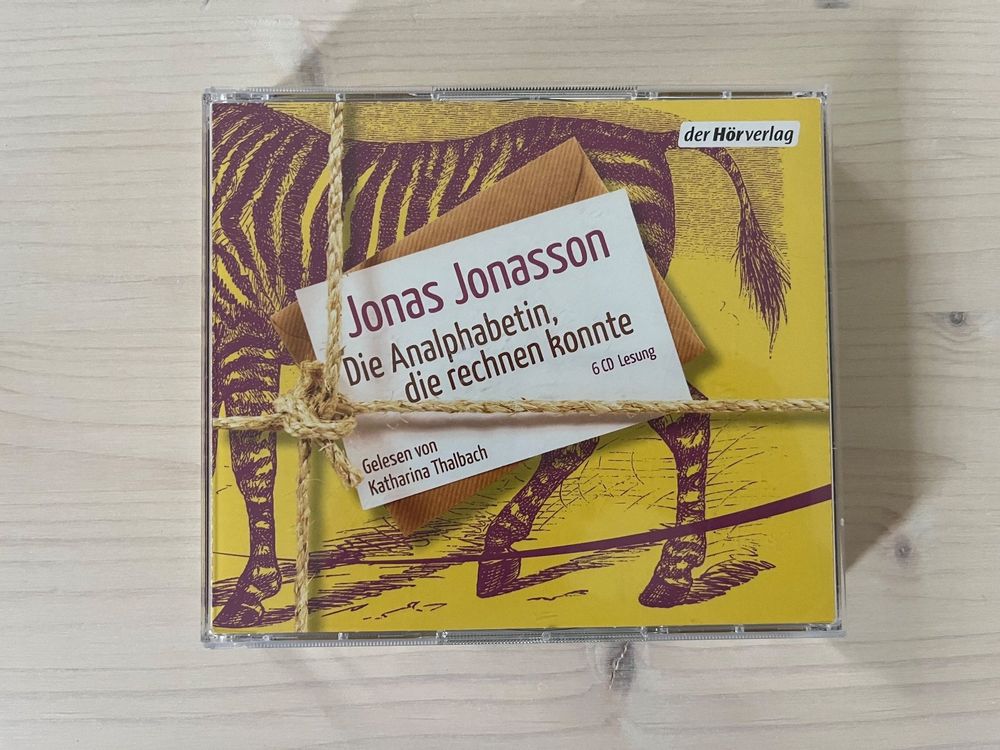 der Hörverlag
Jonas Jonasson
Die Analphabetin,
die rechnen konnte
6 CD Lesung
Gelesen von
Katharina Thalbach